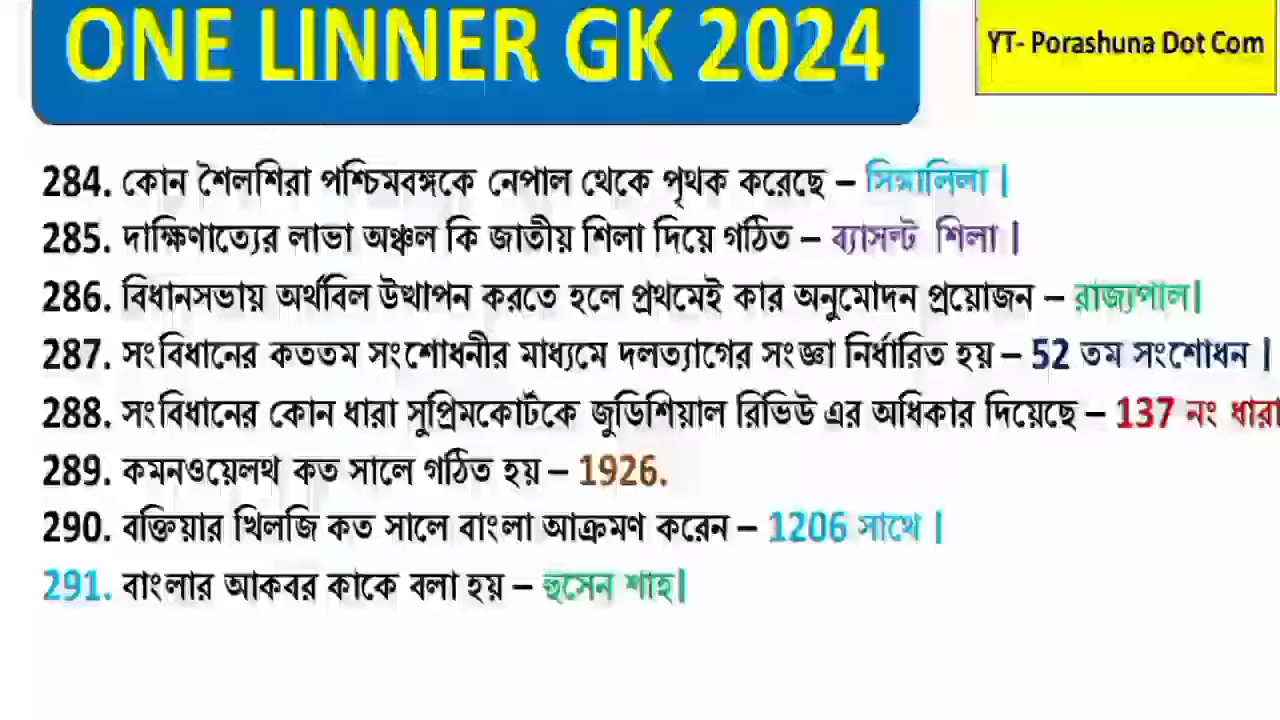 ONE LINNER GK 2024
YT- Porashuna Dot Com
284. কোন শৈলশিরা পশ্চিমবঙ্গকে নেপাল থেকে পৃথক করেছে – সিঙ্গালিলা |
285. দাক্ষিণাত্যের লাভা অঞ্চল কি জাতীয় শিলা দিয়ে গঠিত – ব্যাসল্ট শিলা |
286. বিধানসভায় অর্থবিল উত্থাপন করতে হলে প্রথমেই কার অনুমোদন প্রয়োজন – রাজ্যপাল|
287. সংবিধানের কততম সংশোধনীর মাধ্যমে দলত্যাগের সংজ্ঞা নির্ধারিত হয় – 52 তম সংশোধন |
288. সংবিধানের কোন ধারা সুপ্রিমকোর্টকে জুডিশিয়াল রিভিউ এর অধিকার দিয়েছে – 137 নং ধারা
289. কমনওয়েলথ কত সালে গঠিত হয় – 1926.
290. বক্তিয়ার খিলজি কত সালে বাংলা আক্রমণ করেন – 1206 সাথে |
291. বাংলার আকবর কাকে বলা হয় – হুসেন শাহ|